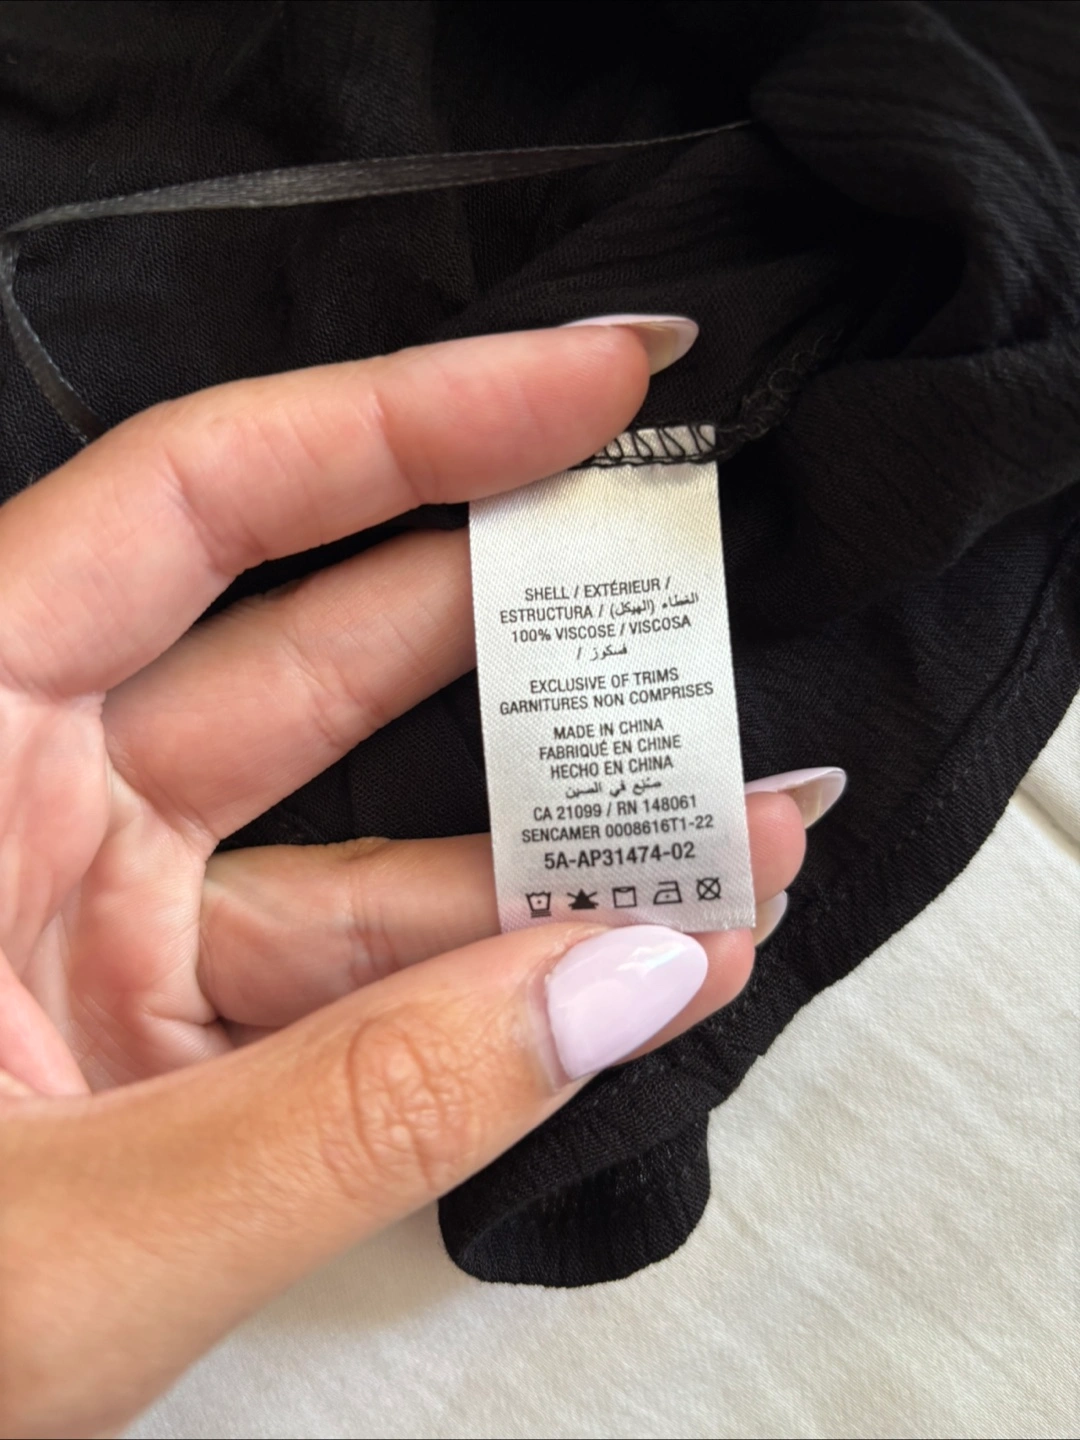 SHELL / EXTÉRIEUR /
ESTRUCTURA / الغطاء (الهيكل)
100% VISCOSE / VISCOSA
/ فسكوز
EXCLUSIVE OF TRIMS
GARNITURES NON COMPRISES
MADE IN CHINA
FABRIQUÉ EN CHINE
HECHO EN CHINA
صنع في الصين
CA 21099 / RN 148061
SENCAMER 0008616T1-22
5A-AP31474-02